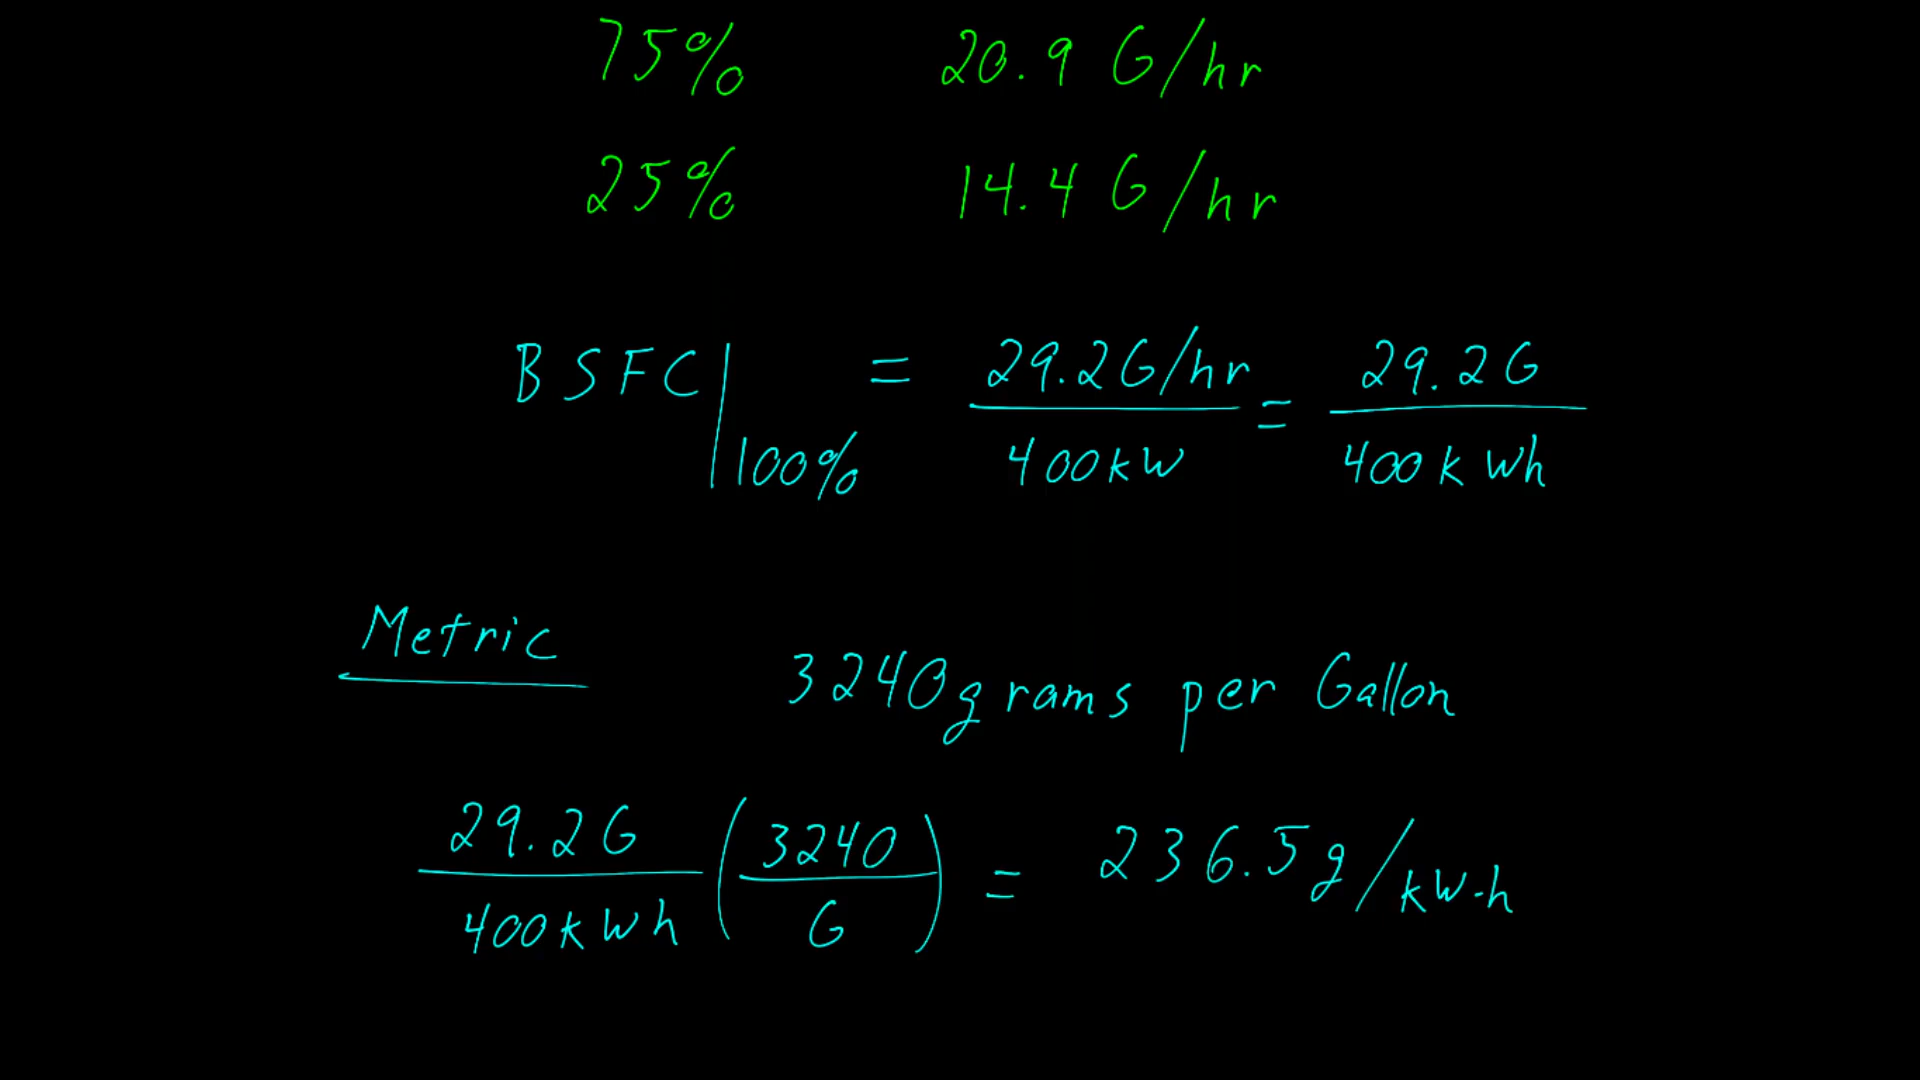 75% 20.9 G/hr
25% 14.4 G/hr
BSFC|100% = 29.2G/hr / 400kW = 29.2G / 400kWh
Metric
3240grams per Gallon
29.2G / 400kWh (3240 / G) = 236.5g/kW-h